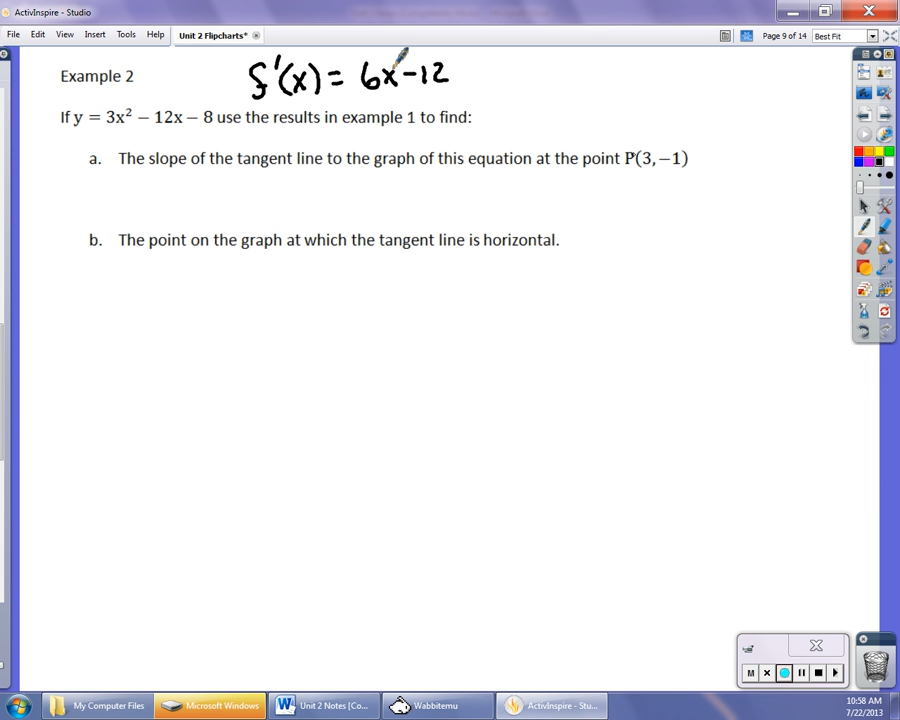 ActivInspire - Studio
File Edit View Insert Tools Help Unit 2 Flipcharts* Page 9 of 14 Best Fit
Example 2 f'(x) = 6x-12
If y = 3x² − 12x − 8 use the results in example 1 to find:
a. The slope of the tangent line to the graph of this equation at the point P(3, −1)
b. The point on the graph at which the tangent line is horizontal.
M
My Computer Files Microsoft Windows Unit 2 Notes [Co... Wabbitemu ActivInspire - Stu...
10:58 AM
7/22/2013